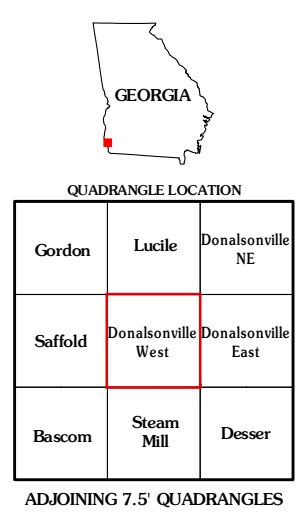 GEORGIA
QUADRANGLE LOCATION
Gordon
Lucile
Donalsonville
NE
Saffold
Donalsonville
West
Donalsonville
East
Bascom
Steam
Mill
Desser
ADJOINING 7.5' QUADRANGLES